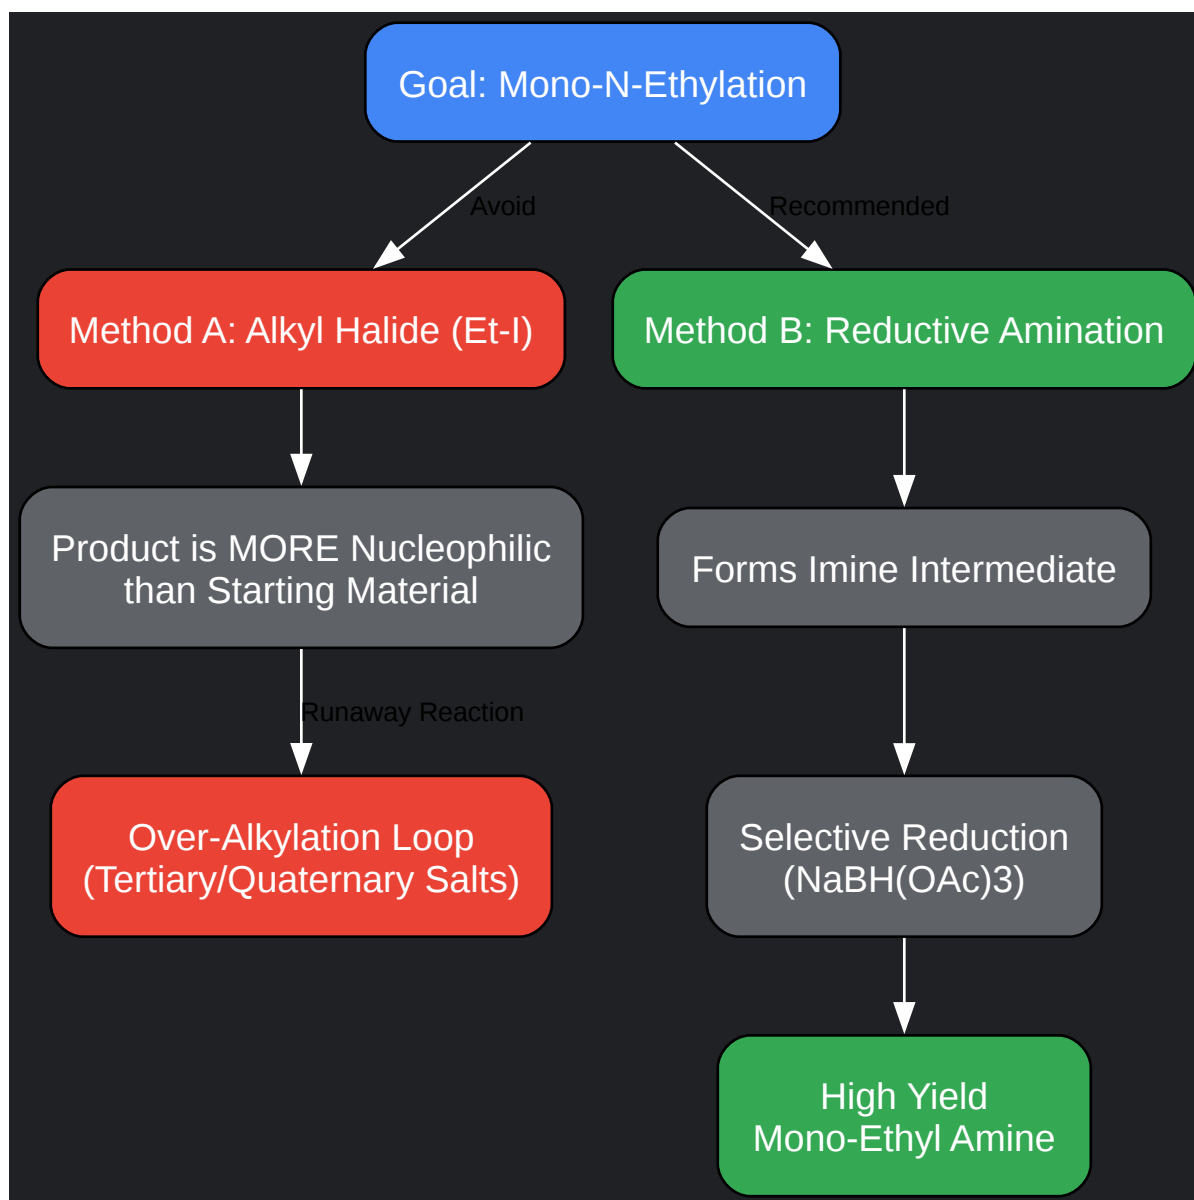 Goal: Mono-N-Ethylation
Avoid
Recommended
Method A: Alkyl Halide (Et-I)
Method B: Reductive Amination
Product is MORE Nucleophilic
than Starting Material
Forms Imine Intermediate
Runaway Reaction
Over-Alkylation Loop
(Tertiary/Quaternary Salts)
Selective Reduction
(NaBH(OAc)3)
High Yield
Mono-Ethyl Amine